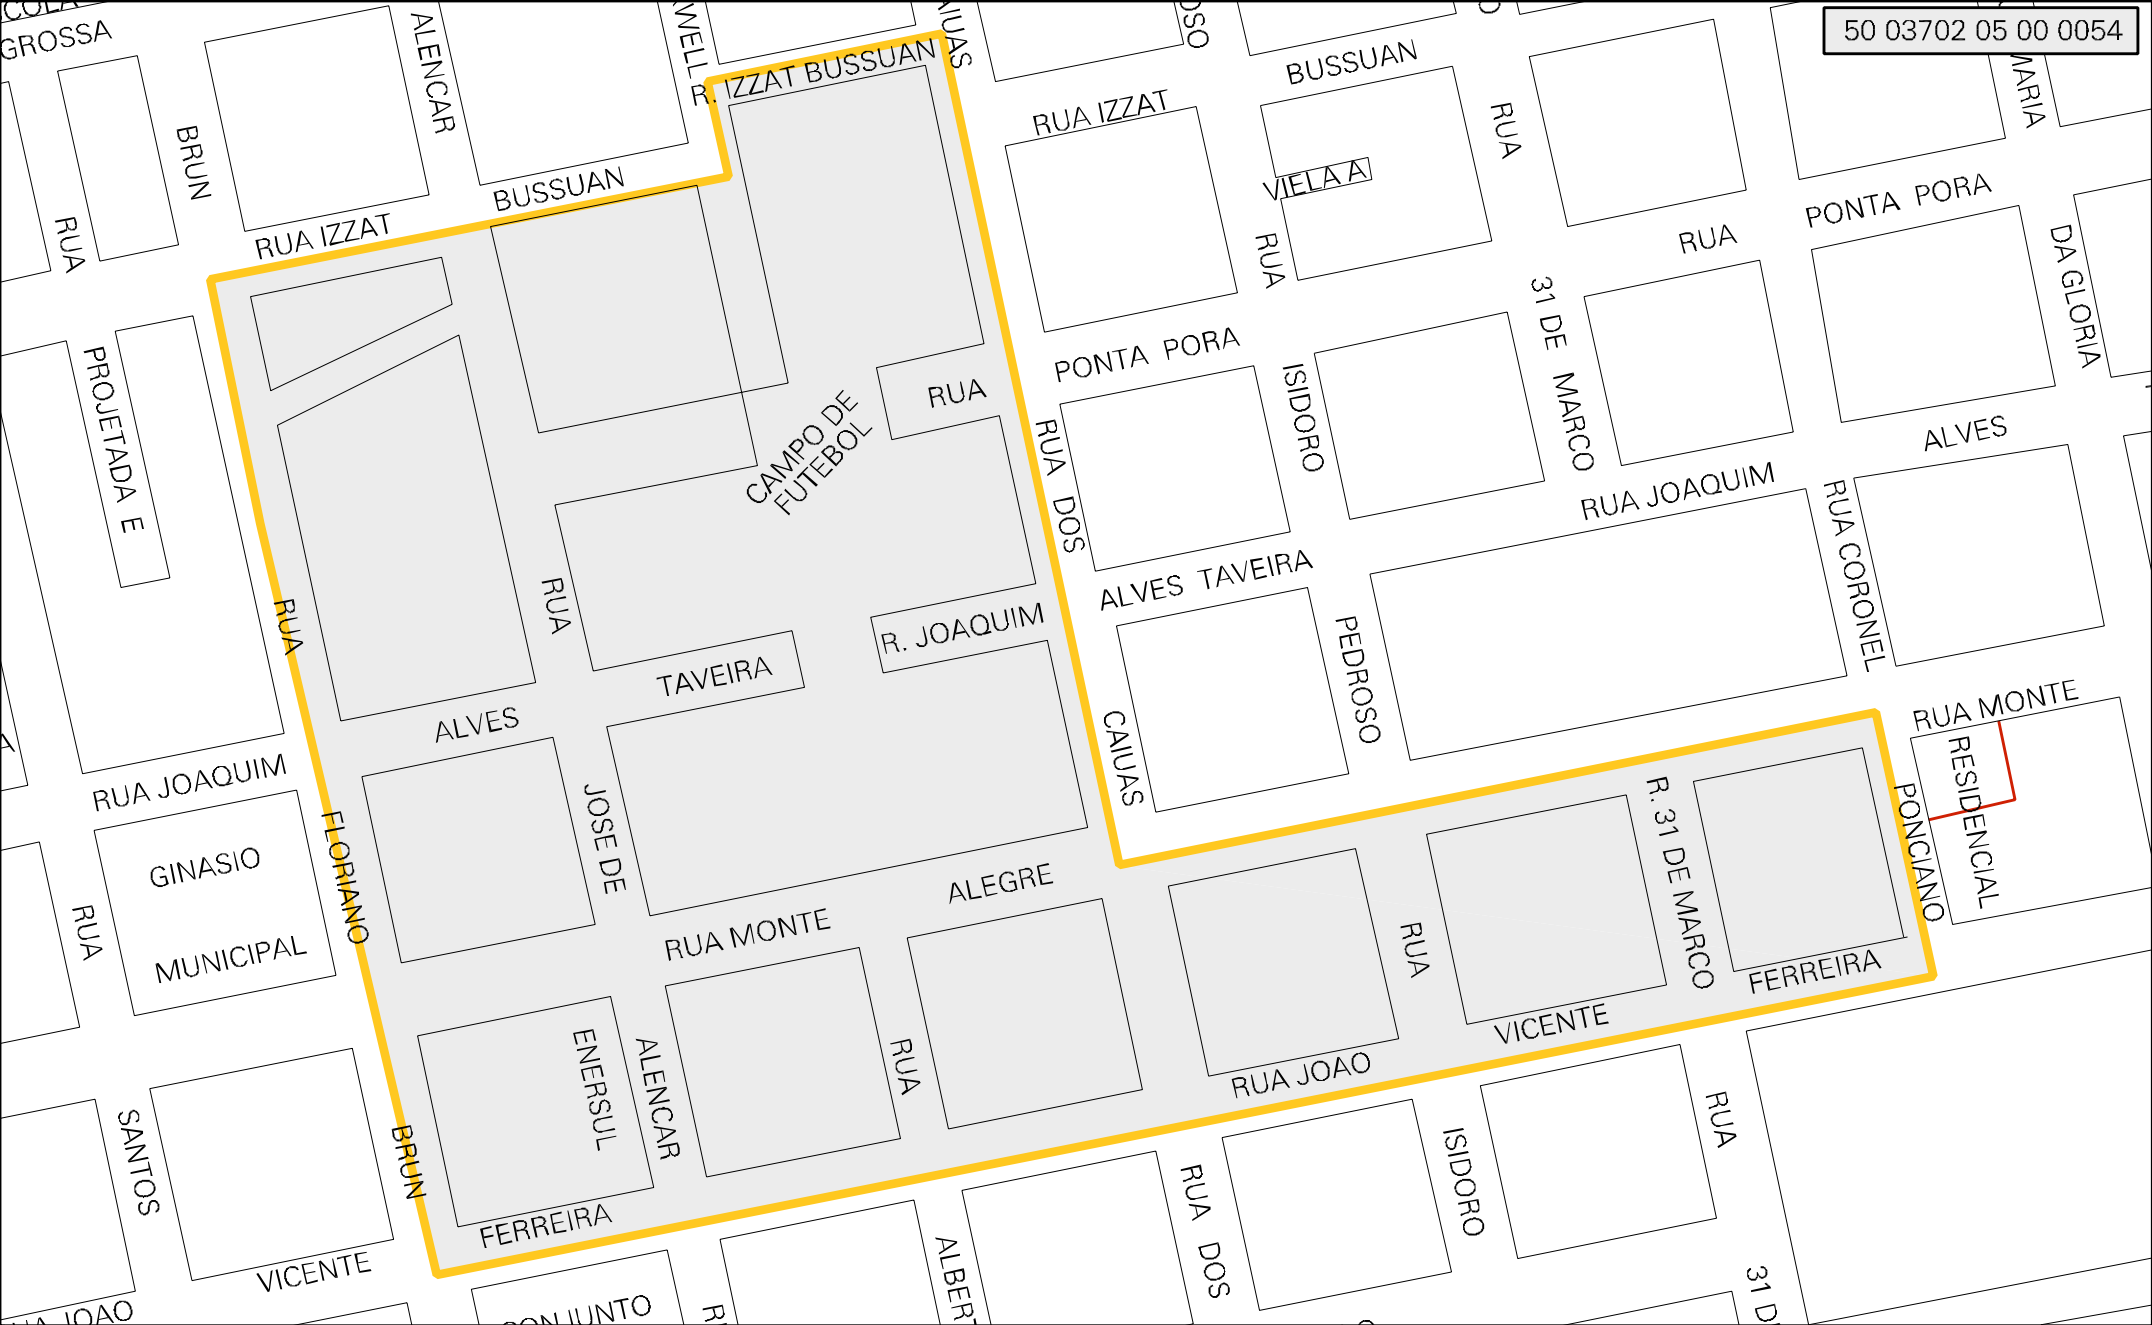 50 03702 05 00 0054
GROSSA
ALENCAR
R. IZZAT BUSSUAN
BUSSUAN
RUA IZZAT
RUA
MARIA
BRUN
VIELA A
BUSSUAN
RUA IZZAT
RUA
PONTA PORA
RUA
RUA
DA GLORIA
31 DE MARCO
PROJETADA E
PONTA PORA
ISIDORO
RUA
CAMPO DE
FUTEBOL
RUA DOS
ALVES
RUA JOAQUIM
RUA CORONEL
ALVES TAVEIRA
RUA
RUA
R. JOAQUIM
PEDROSO
TAVEIRA
ALVES
RUA MONTE
CAIUAS
RUA JOAQUIM
JOSE DE
RESIDENCIAL
PONCIANO
R. 31 DE MARCO
FLORIANO
GINASIO
MUNICIPAL
ALEGRE
RUA MONTE
RUA
RUA
FERREIRA
VICENTE
ENERSUL
ALENCAR
RUA
RUA JOAO
BRUN
SANTOS
RUA
ISIDORO
RUA DOS
FERREIRA
VICENTE
JOAO
CONJUNTO
31 D